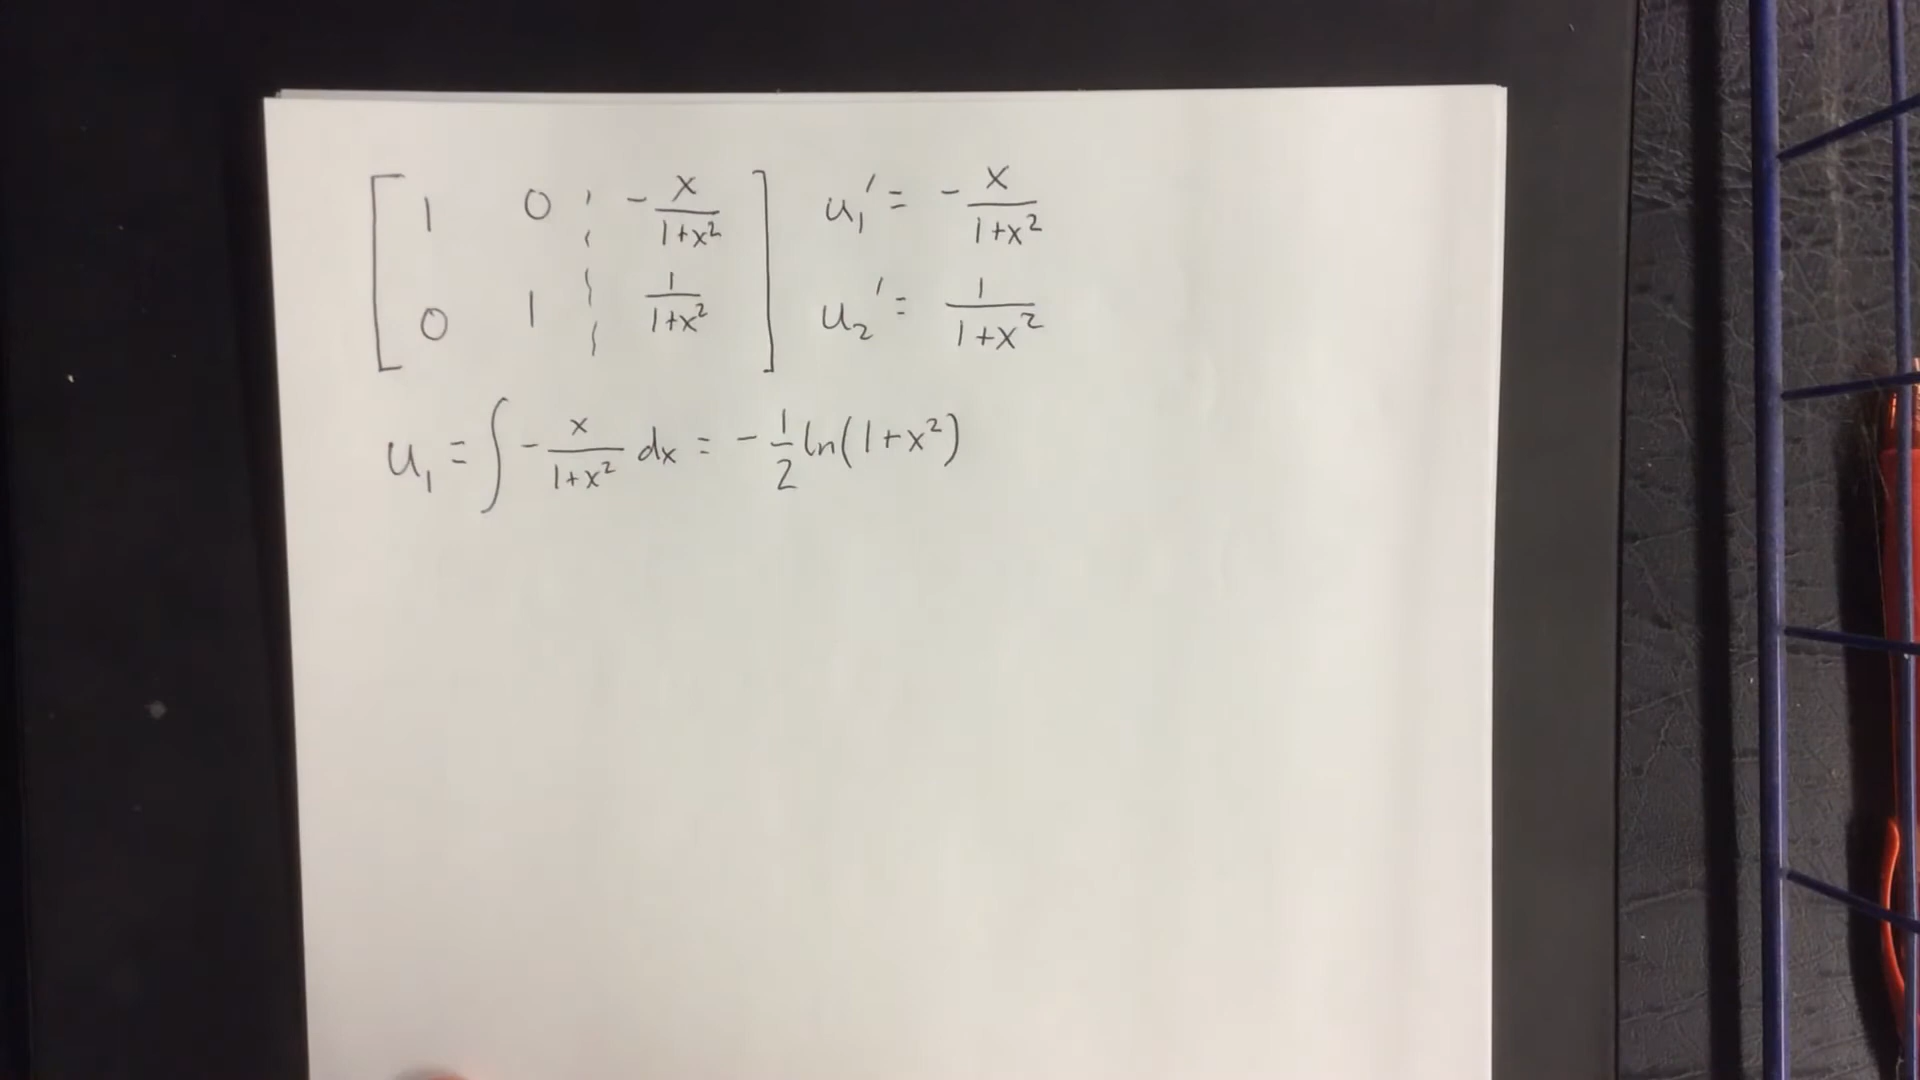 [ 1 0 ¦ -x/(1+x²) ] u₁' = -x/(1+x²)
[ 0 1 ¦ 1/(1+x²) ] u₂' = 1/(1+x²)
u₁ = ∫ -x/(1+x²) dx = -1/2 ln(1+x²)